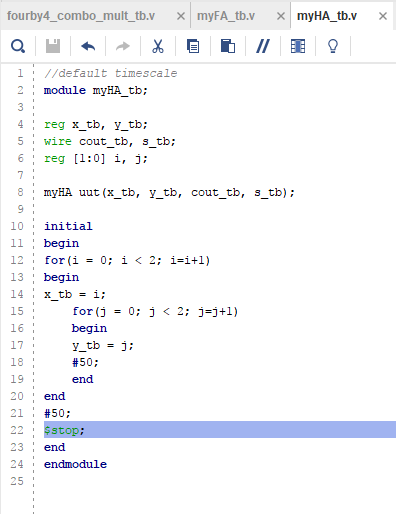 fourby4_combo_mult_tb.v × myFA_tb.v × myHA_tb.v ×
1 //default timescale
2 module myHA_tb;
3
4 reg x_tb, y_tb;
5 wire cout_tb, s_tb;
6 reg [1:0] i, j;
7
8 myHA uut(x_tb, y_tb, cout_tb, s_tb);
9
10 initial
11 begin
12 for(i = 0; i < 2; i=i+1)
13 begin
14 x_tb = i;
15     for(j = 0; j < 2; j=j+1)
16     begin
17     y_tb = j;
18     #50;
19     end
20 end
21 #50;
22 $stop;
23 end
24 endmodule
25